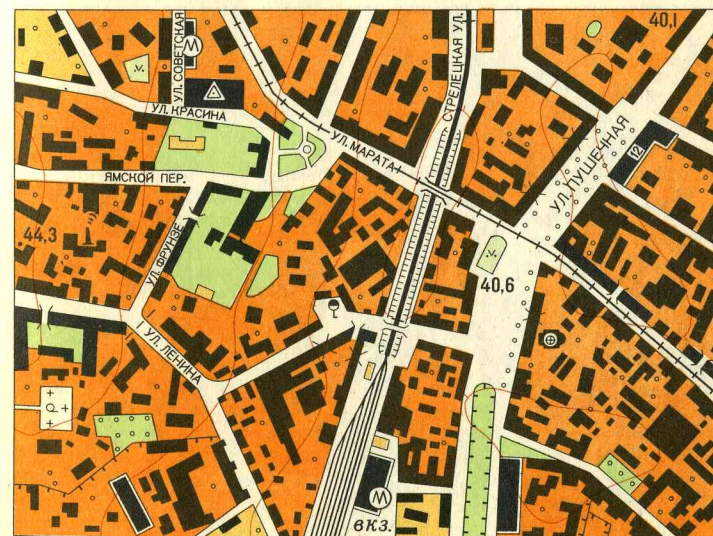 40,1
УЛ. СОВЕТСКАЯ
М
СТРЕЛЕЦКАЯ УЛ.
УЛ. КРАСИНА
УЛ. МАРАТА
УЛ. ПУШЕЧНАЯ
12
ЯМСКОЙ ПЕР.
44,3
УЛ. ФРУНЗЕ
40,6
УЛ. ЛЕНИНА
М
вкз.